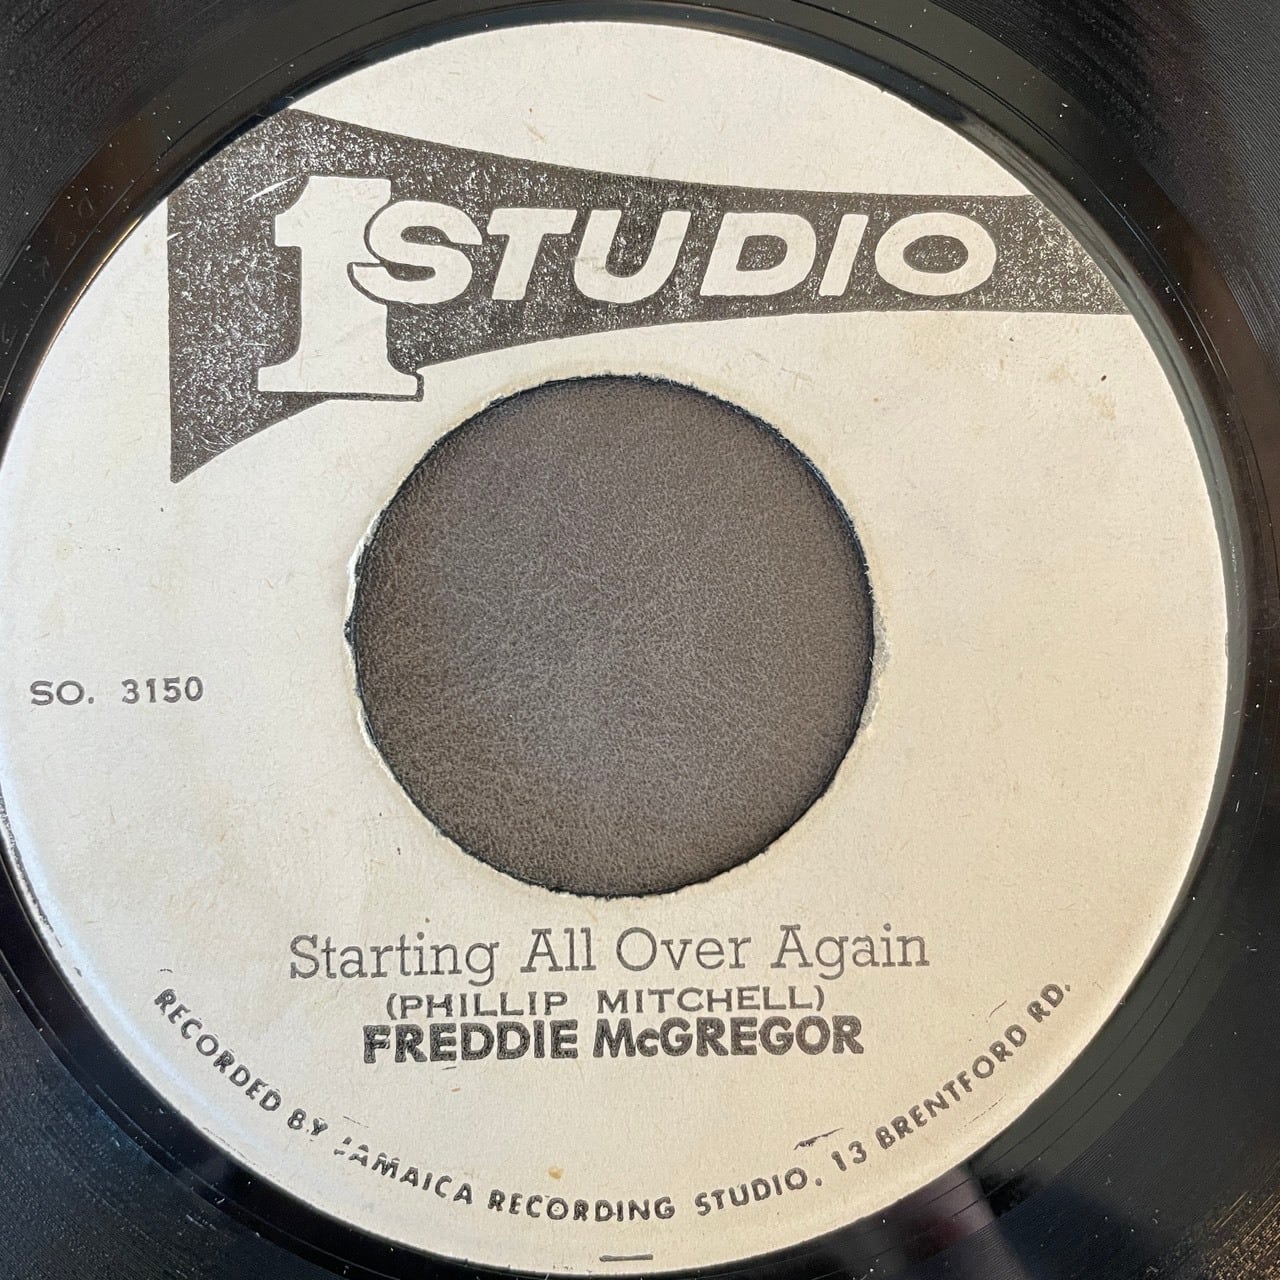 1 STUDIO
SO. 3150
Starting All Over Again
(PHILLIP MITCHELL)
FREDDIE McGREGOR
RECORDED BY JAMAICA RECORDING STUDIO. 13 BRENTFORD RD.